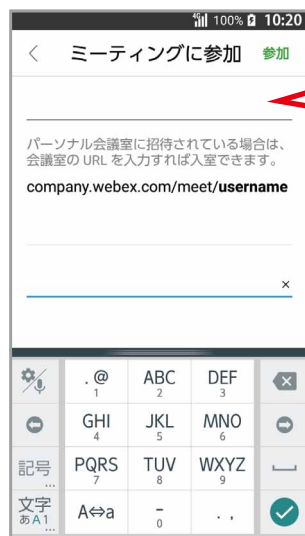 4G 100% 10:20
< ミーティングに参加 参加
パーソナル会議室に招待されている場合は、
会議室の URL を入力すれば入室できます。
company.webex.com/meet/username
×
.@ ABC DEF
1 2 3
GHI JKL MNO
4 5 6
記号 PQRS TUV WXYZ
... 7 8 9
文字 A⇔a - . ,
あA1 0
...